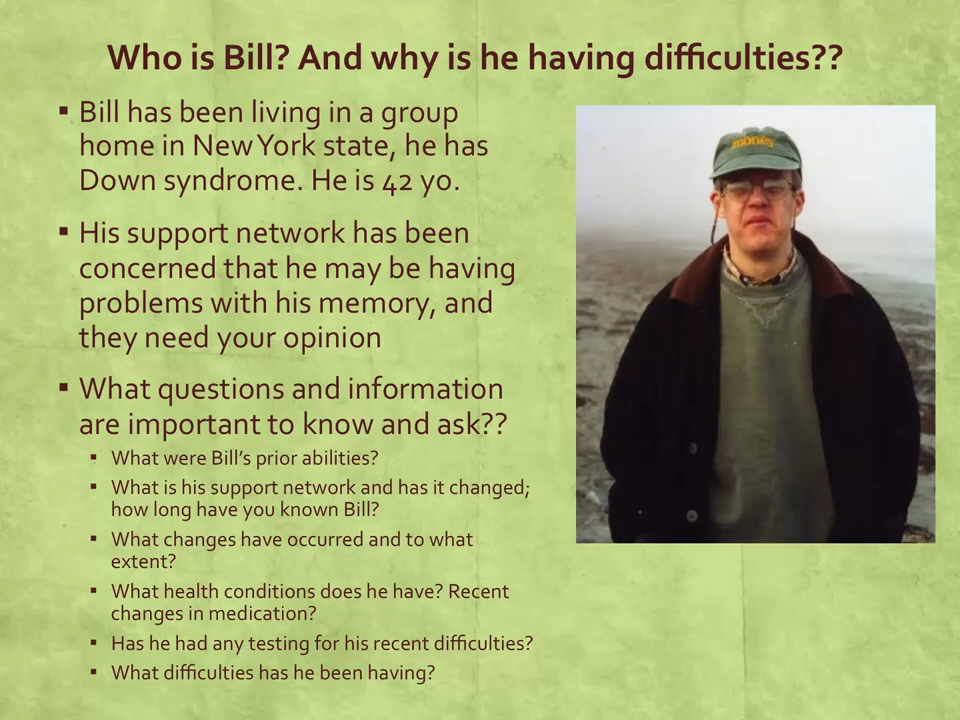 Who is Bill? And why is he having difficulties??
▪ Bill has been living in a group
home in New York state, he has
Down syndrome. He is 42 yo.
▪ His support network has been
concerned that he may be having
problems with his memory, and
they need your opinion
▪ What questions and information
are important to know and ask??
▪ What were Bill's prior abilities?
▪ What is his support network and has it changed;
how long have you known Bill?
▪ What changes have occurred and to what
extent?
▪ What health conditions does he have? Recent
changes in medication?
▪ Has he had any testing for his recent difficulties?
▪ What difficulties has he been having?
money